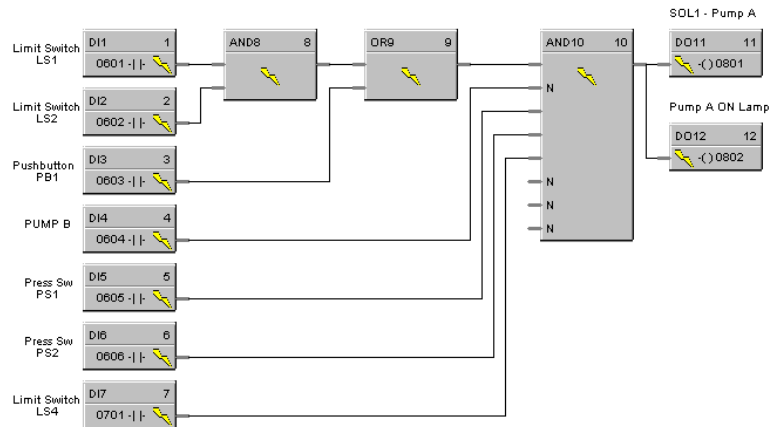 SOL1 - Pump A
Limit Switch
LS1
DI1 1
0601 -| |-
AND8 8
OR9 9
AND10 10
N
N
N
N
DO11 11
-( ) 0801
Limit Switch
LS2
DI2 2
0602 -| |-
Pump A ON Lamp
DO12 12
-( ) 0802
Pushbutton
PB1
DI3 3
0603 -| |-
PUMP B
DI4 4
0604 -| |-
Press Sw
PS1
DI5 5
0605 -| |-
Press Sw
PS2
DI6 6
0606 -| |-
Limit Switch
LS4
DI7 7
0701 -| |-